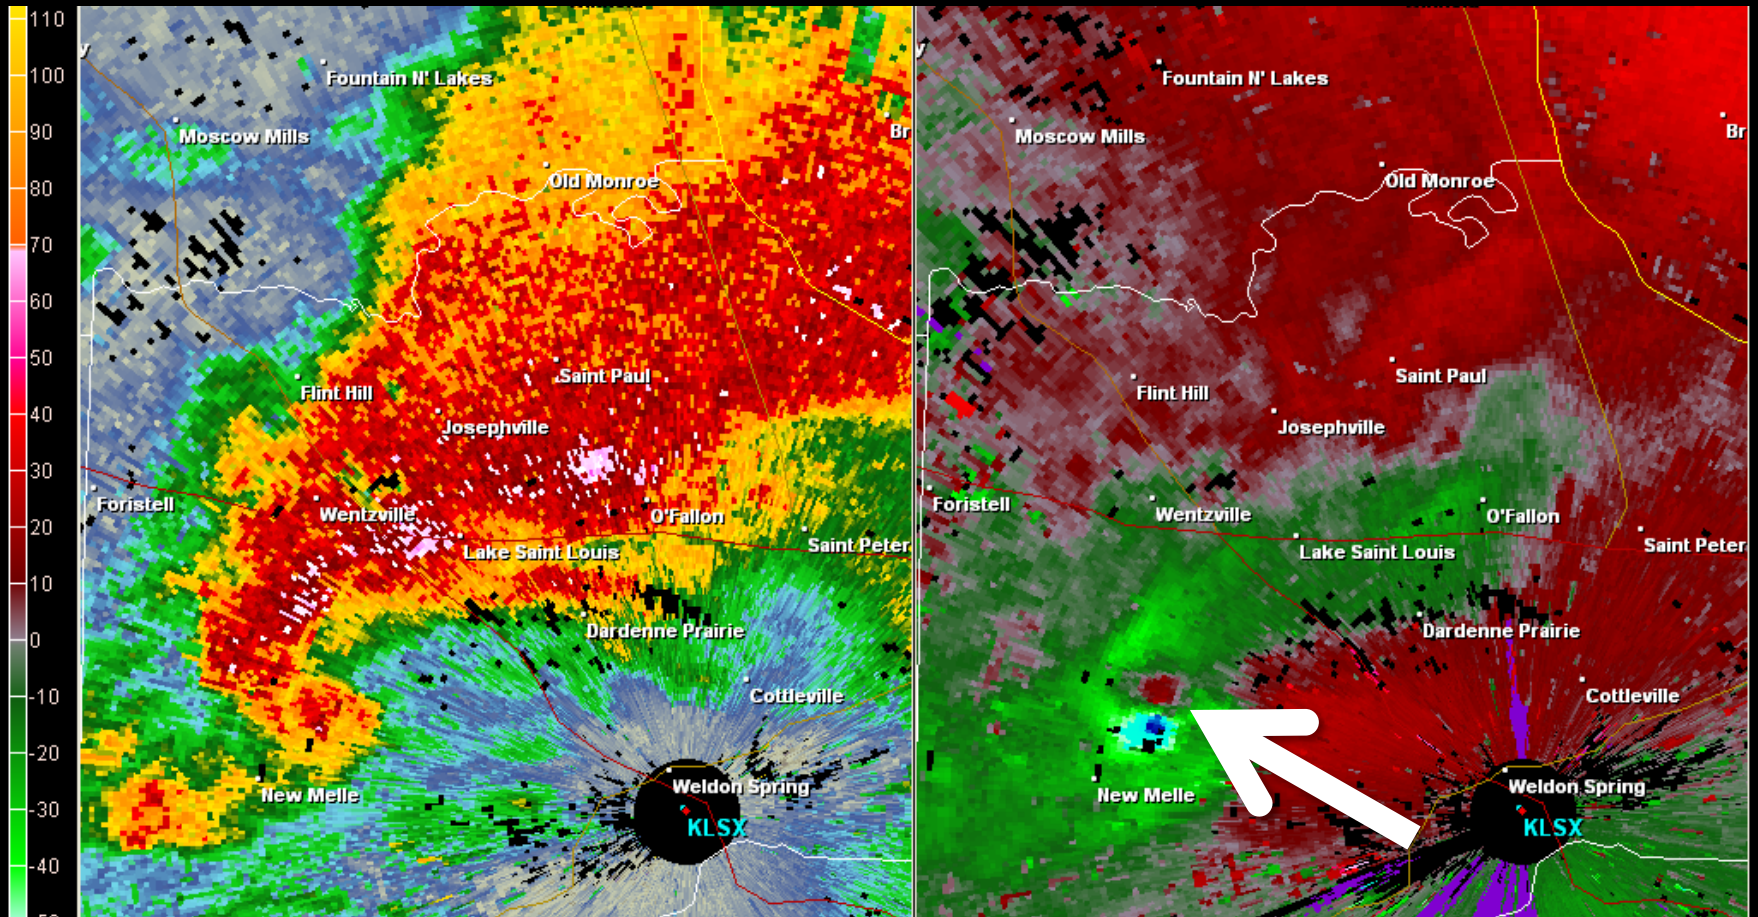 110
100
90
80
70
60
50
40
30
20
10
0
-10
-20
-30
-40
y
Fountain N' Lakes
Moscow Mills
Br
Old Monroe
Saint Paul
Flint Hill
Josephville
Foristell
Wentzville
O'Fallon
Lake Saint Louis
Saint Peter
Dardenne Prairie
Cottleville
Weldon Spring
New Melle
KLSX
y
Fountain N' Lakes
Moscow Mills
Br
Old Monroe
Saint Paul
Flint Hill
Josephville
Foristell
Wentzville
O'Fallon
Lake Saint Louis
Saint Peter
Dardenne Prairie
Cottleville
Weldon Spring
New Melle
KLSX